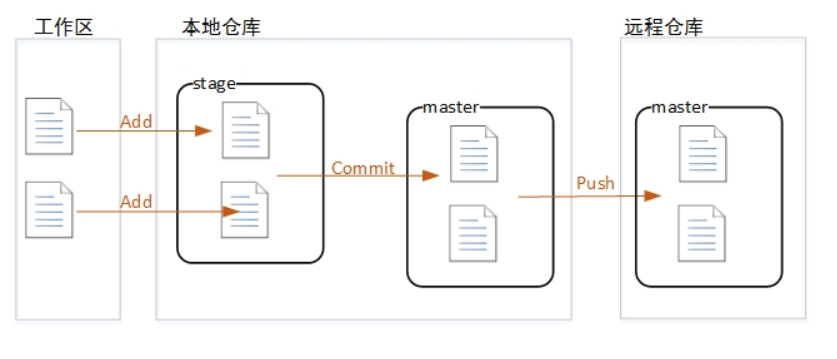 工作区
本地仓库
远程仓库
stage
master
master
Add
Commit
Push
Add